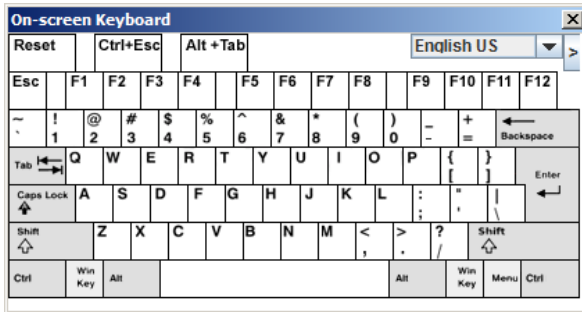 On-screen Keyboard X
Reset Ctrl+Esc Alt +Tab English US >
Esc F1 F2 F3 F4 F5 F6 F7 F8 F9 F10 F11 F12
~ ! @ # $ % ^ & * ( ) _ + Backspace
` 1 2 3 4 5 6 7 8 9 0 - =
Tab Q W E R T Y U I O P { } Enter
[ ]
Caps Lock A S D F G H J K L : " |
; ' \
Shift Z X C V B N M < > ? Shift
, . /
Ctrl Win Key Alt Alt Win Key Menu Ctrl